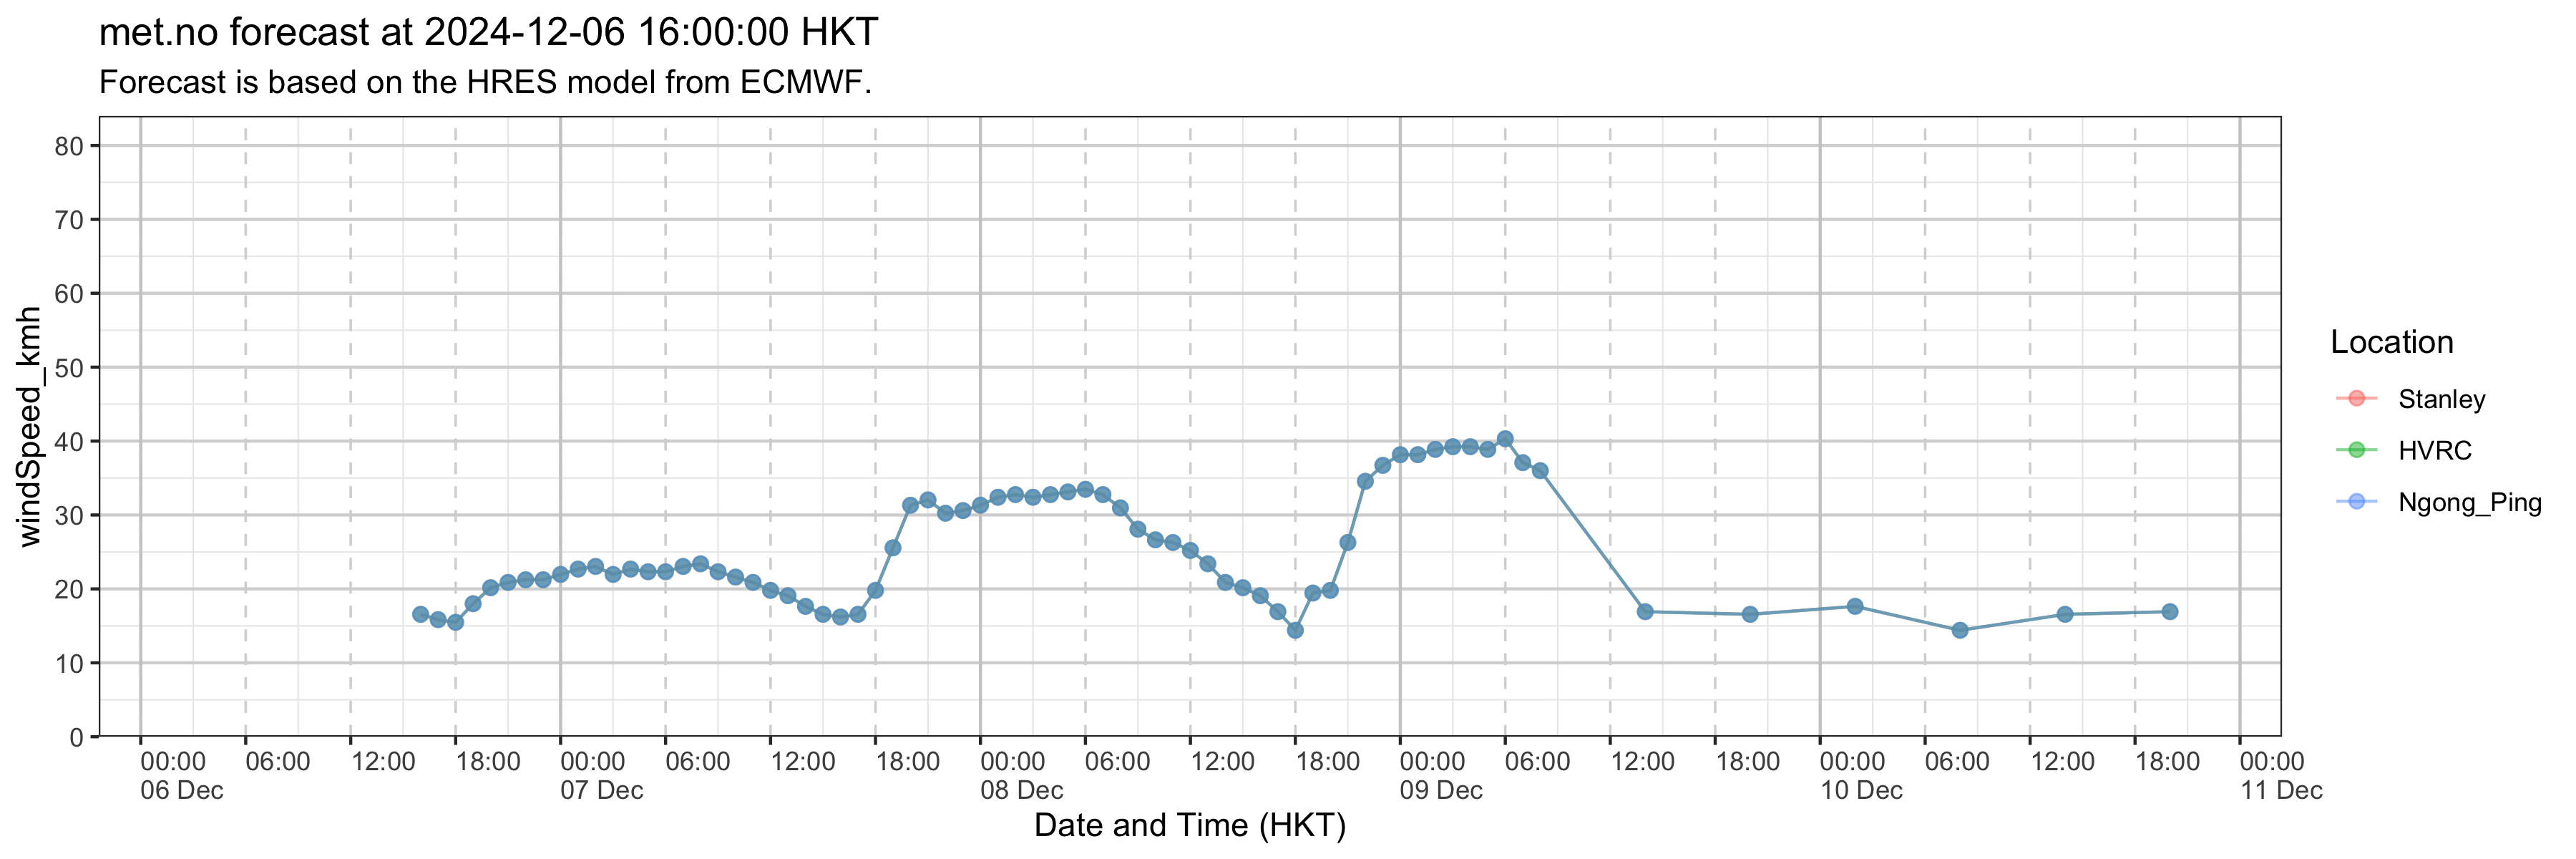 met.no forecast at 2024-12-06 16:00:00 HKT
Forecast is based on the HRES model from ECMWF.
windSpeed_kmh
80
70
60
50
40
30
20
10
0
00:00 06:00 12:00 18:00 00:00 06:00 12:00 18:00 00:00 06:00 12:00 18:00 00:00 06:00 12:00 18:00 00:00 06:00 12:00 18:00 00:00
06 Dec 07 Dec 08 Dec 09 Dec 10 Dec 11 Dec
Date and Time (HKT)
Location
Stanley
HVRC
Ngong_Ping